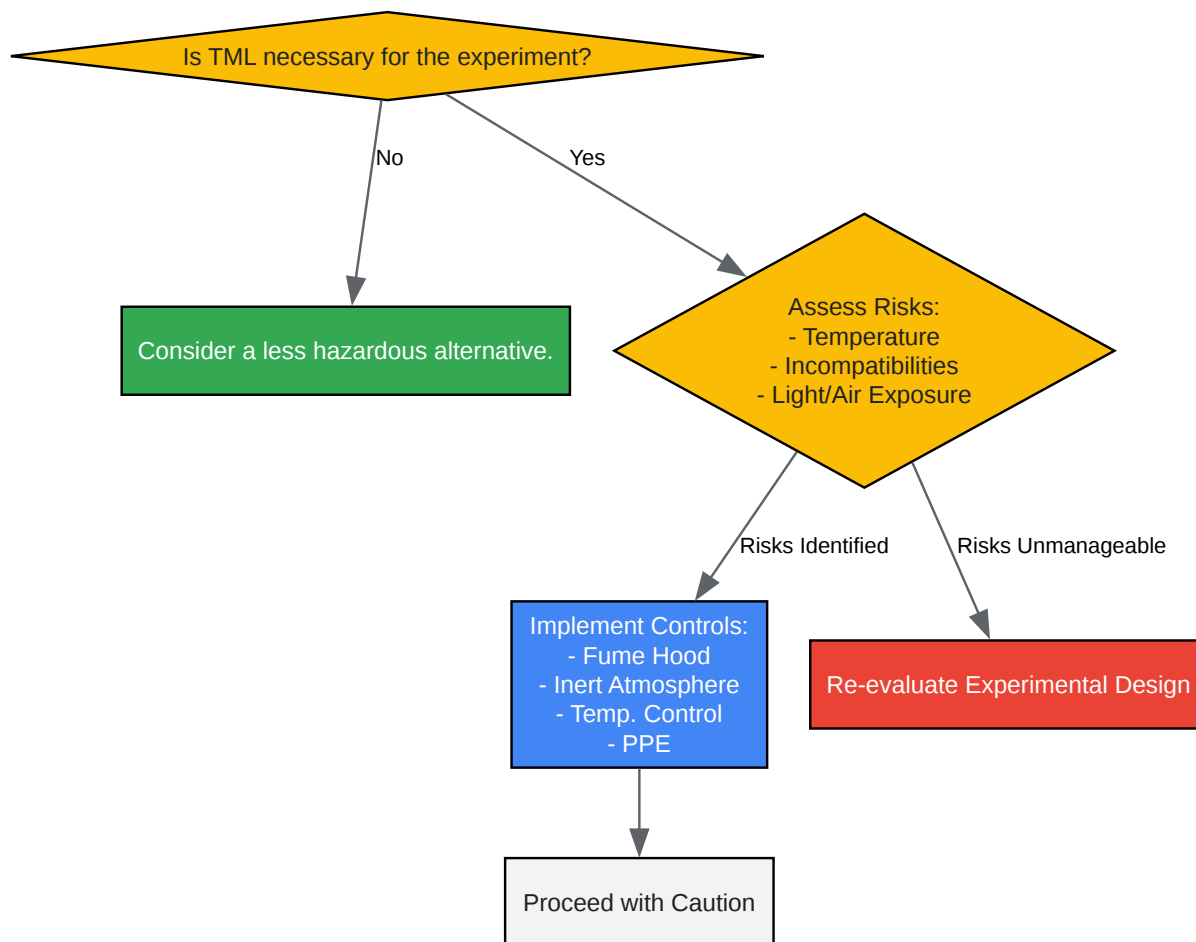 Is TML necessary for the experiment?
No
Yes
Consider a less hazardous alternative.
Assess Risks:
- Temperature
- Incompatibilities
- Light/Air Exposure
Risks Identified
Risks Unmanageable
Implement Controls:
- Fume Hood
- Inert Atmosphere
- Temp. Control
- PPE
Re-evaluate Experimental Design
Proceed with Caution